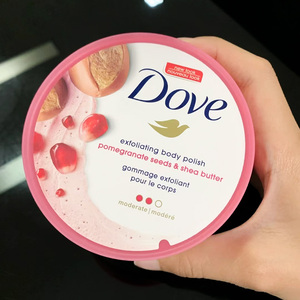 new look
nouveau look
Dove
exfoliating body polish
pomegranate seeds & shea butter
gommage exfoliant
pour le corps
moderate | modéré